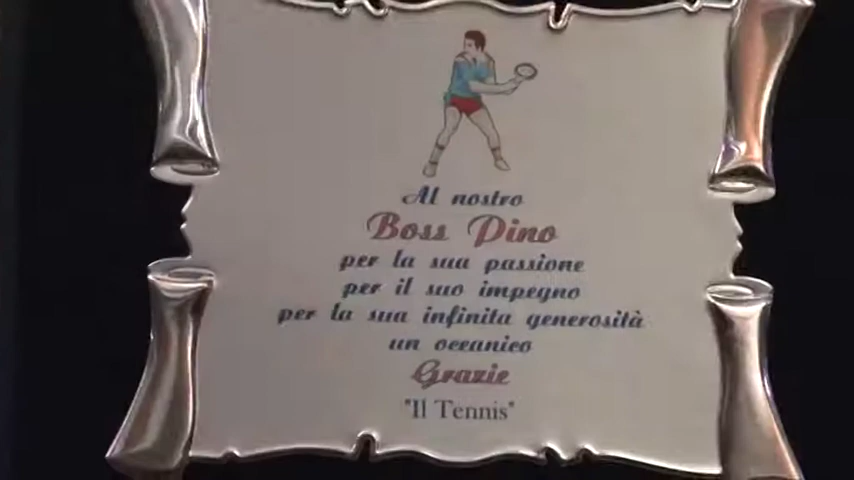 Al nostro
Boss Pino
per la sua passione
per il suo impegno
per la sua infinita generosità
un oceanico
Grazie
"Il Tennis"